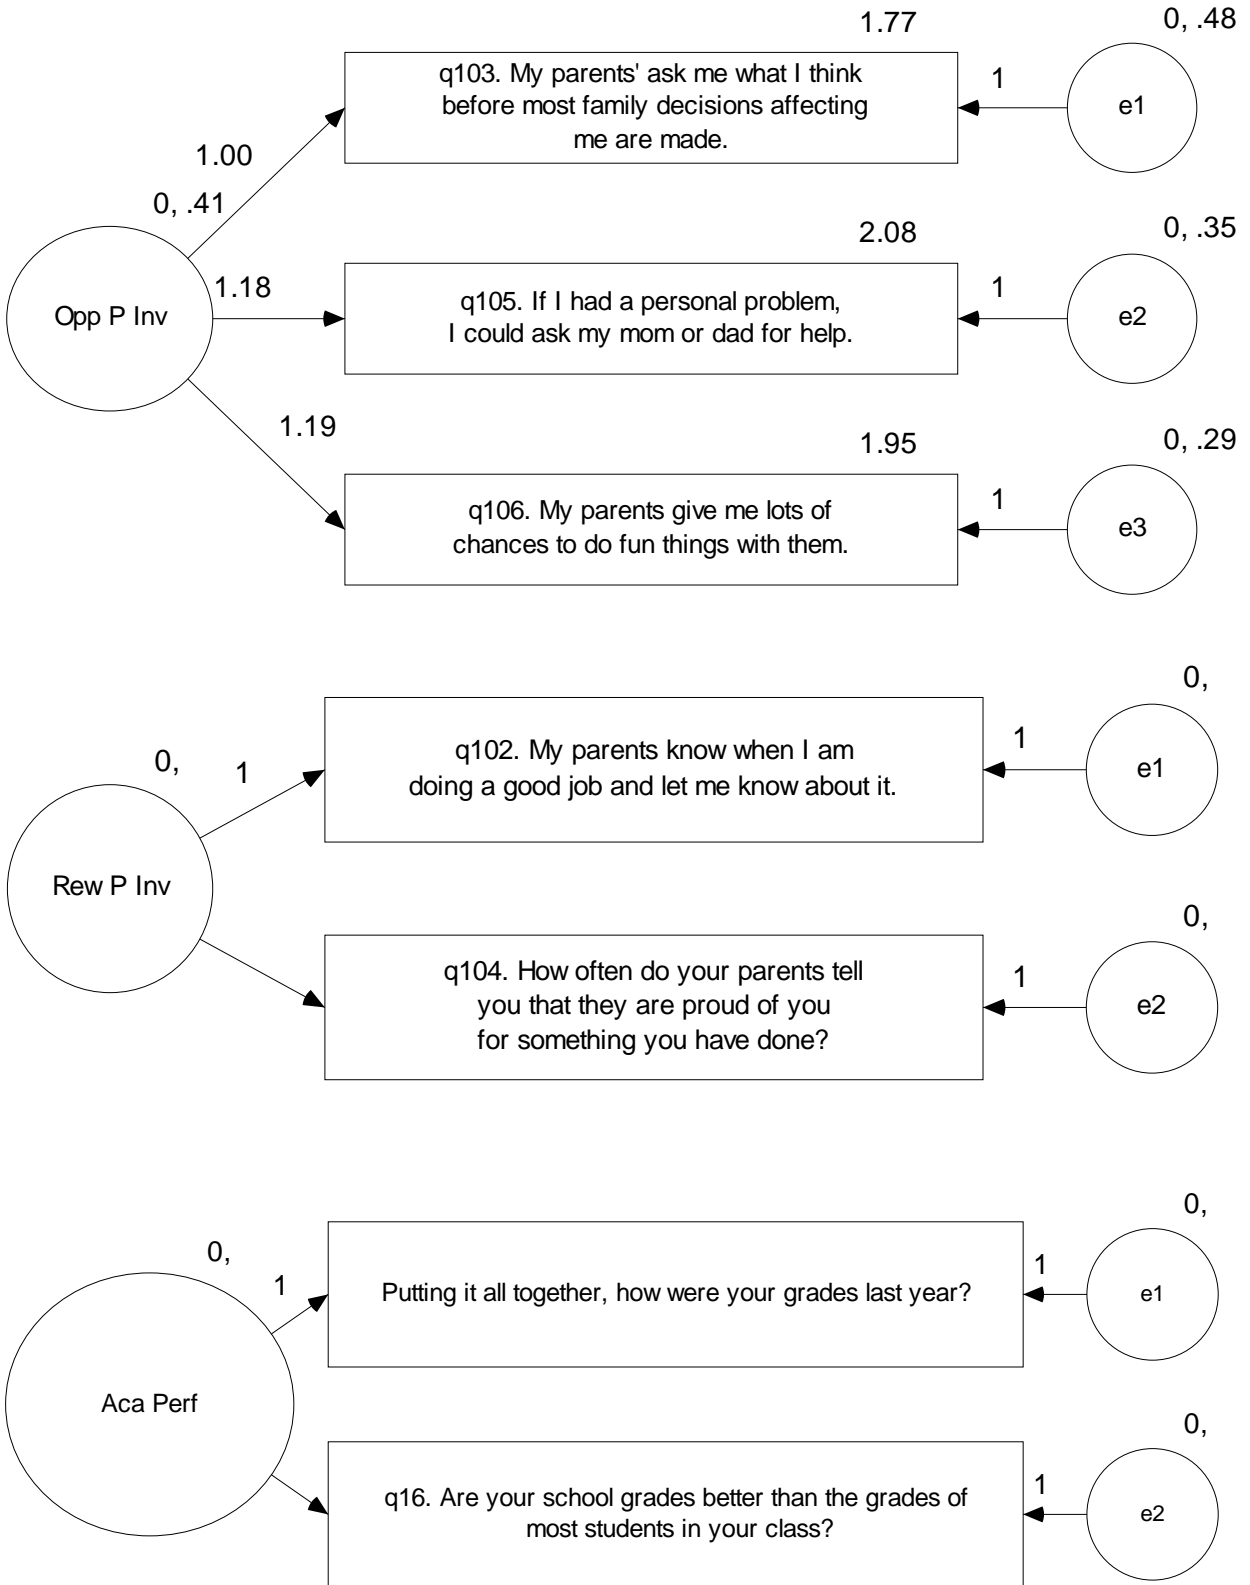 1.77
0, .48
q103. My parents' ask me what I think
before most family decisions affecting
me are made.
1
e1
1.00
0, .41
Opp P Inv
1.18
2.08
0, .35
q105. If I had a personal problem,
I could ask my mom or dad for help.
1
e2
1.19
1.95
0, .29
q106. My parents give me lots of
chances to do fun things with them.
1
e3
0,
0,
1
q102. My parents know when I am
doing a good job and let me know about it.
1
e1
Rew P Inv
0,
q104. How often do your parents tell
you that they are proud of you
for something you have done?
1
e2
0,
0,
1
Putting it all together, how were your grades last year?
1
e1
Aca Perf
0,
q16. Are your school grades better than the grades of
most students in your class?
1
e2